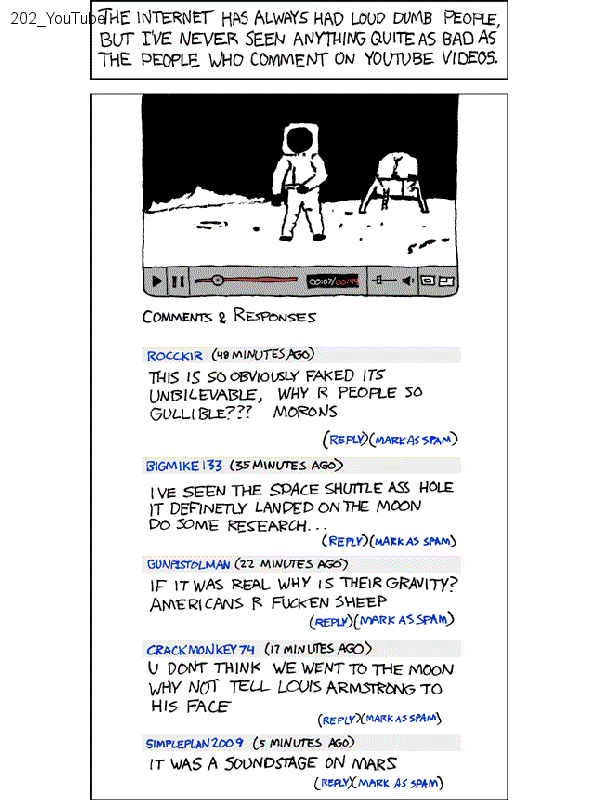 202_YouTube
THE INTERNET HAS ALWAYS HAD LOUD DUMB PEOPLE,
BUT I'VE NEVER SEEN ANYTHING QUITE AS BAD AS
THE PEOPLE WHO COMMENT ON YOUTUBE VIDEOS.
00:07/
COMMENTS & RESPONSES
ROCCKIR (48 MINUTES AGO)
THIS IS SO OBVIOUSLY FAKED ITS
UNBILEVABLE, WHY R PEOPLE SO
GULLIBLE??? MORONS
(REPLY)(MARK AS SPAM)
BIGMIKE133 (35 MINUTES AGO)
IVE SEEN THE SPACE SHUTTLE ASS HOLE
IT DEFINETLY LANDED ON THE MOON
DO SOME RESEARCH...
(REPLY)(MARK AS SPAM)
GUNPISTOLMAN (22 MINUTES AGO)
IF IT WAS REAL WHY IS THEIR GRAVITY?
AMERICANS R FUCKEN SHEEP
(REPLY)(MARK AS SPAM)
CRACKMONKEY74 (17 MINUTES AGO)
U DONT THINK WE WENT TO THE MOON
WHY NOT TELL LOUIS ARMSTRONG TO
HIS FACE
(REPLY)(MARK AS SPAM)
SIMPLEPLAN2009 (5 MINUTES AGO)
IT WAS A SOUNDSTAGE ON MARS
(REPLY)(MARK AS SPAM)